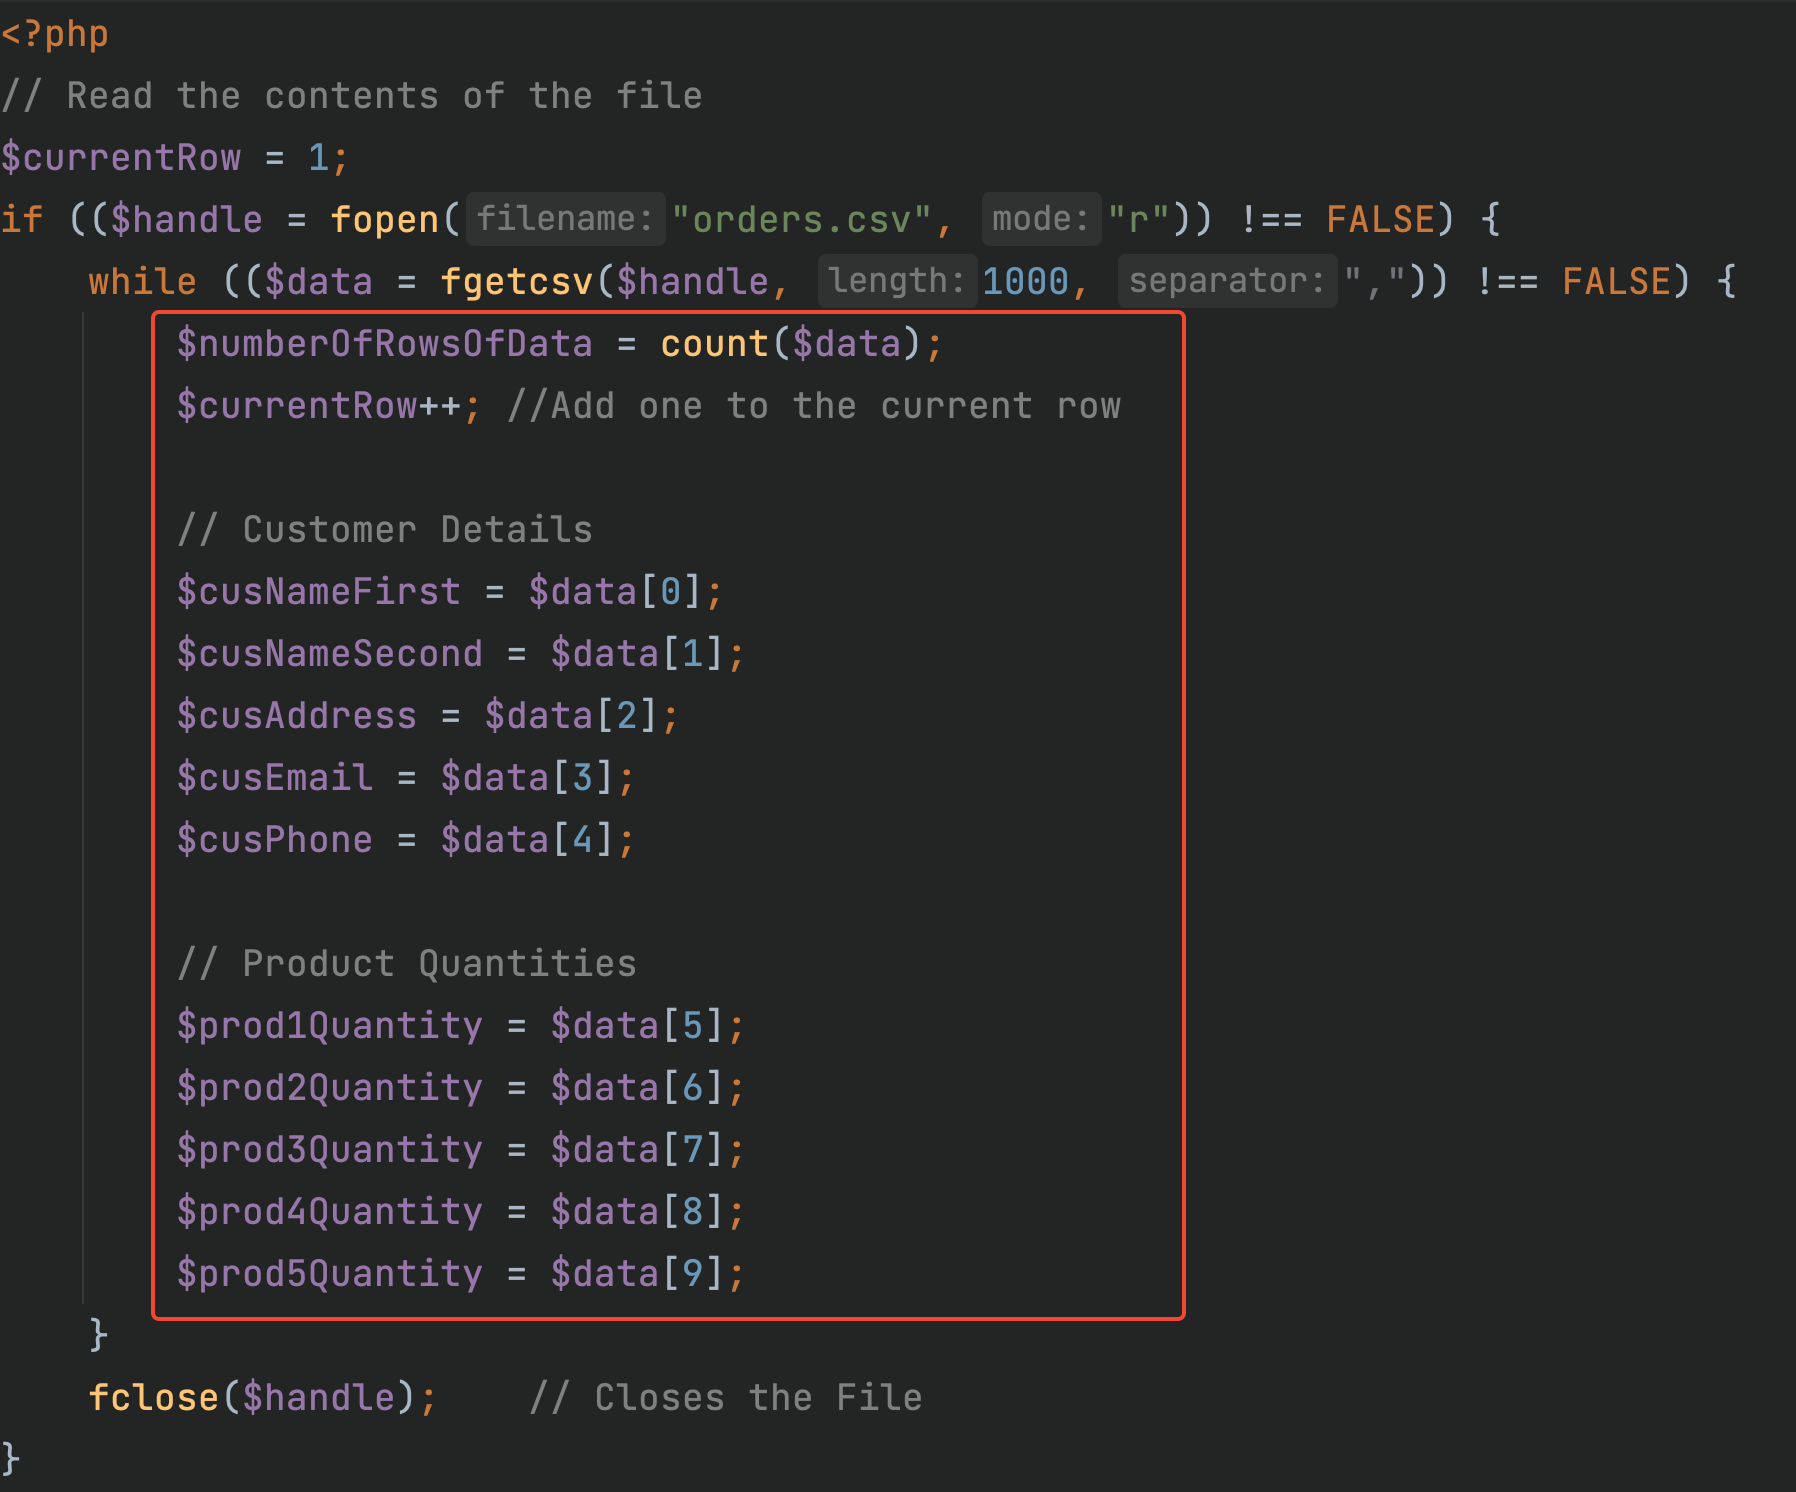 <?php
// Read the contents of the file
$currentRow = 1;
if (($handle = fopen( filename: "orders.csv", mode: "r")) !== FALSE) {
    while (($data = fgetcsv($handle, length: 1000, separator: ",")) !== FALSE) {
        $numberOfRowsOfData = count($data);
        $currentRow++; //Add one to the current row

        // Customer Details
        $cusNameFirst = $data[0];
        $cusNameSecond = $data[1];
        $cusAddress = $data[2];
        $cusEmail = $data[3];
        $cusPhone = $data[4];

        // Product Quantities
        $prod1Quantity = $data[5];
        $prod2Quantity = $data[6];
        $prod3Quantity = $data[7];
        $prod4Quantity = $data[8];
        $prod5Quantity = $data[9];
    }
    fclose($handle);    // Closes the File
}